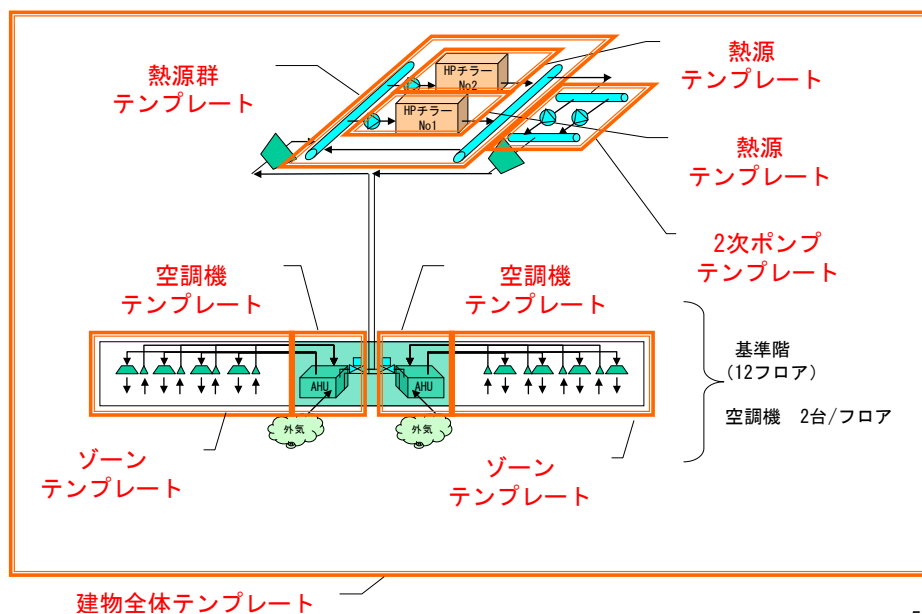 熱源群
テンプレート
HPチラー
No2
HPチラー
No1
熱源
テンプレート
熱源
テンプレート
2次ポンプ
テンプレート
空調機
テンプレート
空調機
テンプレート
AHU
AHU
外気
外気
基準階
(12フロア)
空調機 2台/フロア
ゾーン
テンプレート
ゾーン
テンプレート
建物全体テンプレート